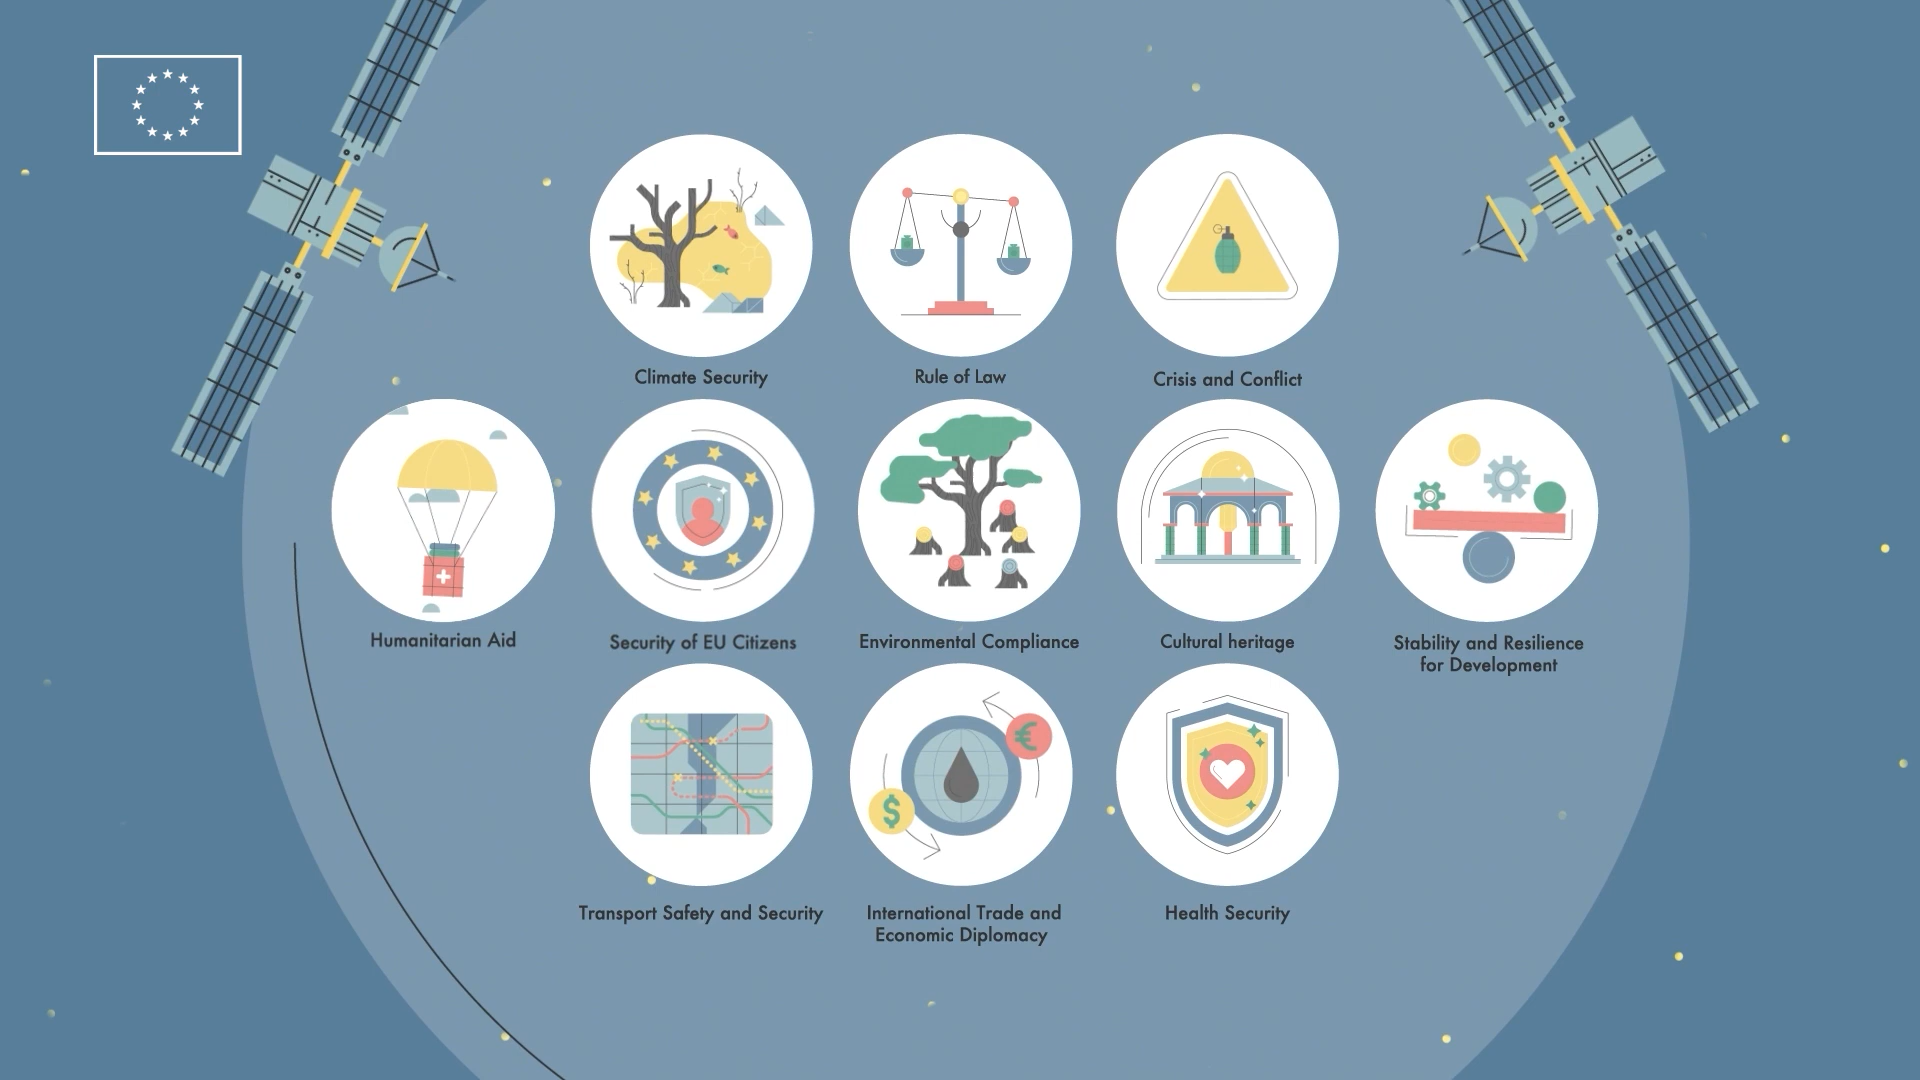 Climate Security
Rule of Law
Crisis and Conflict
Humanitarian Aid
Security of EU Citizens
Environmental Compliance
Cultural heritage
Stability and Resilience
for Development
€
$
Transport Safety and Security
International Trade and
Economic Diplomacy
Health Security